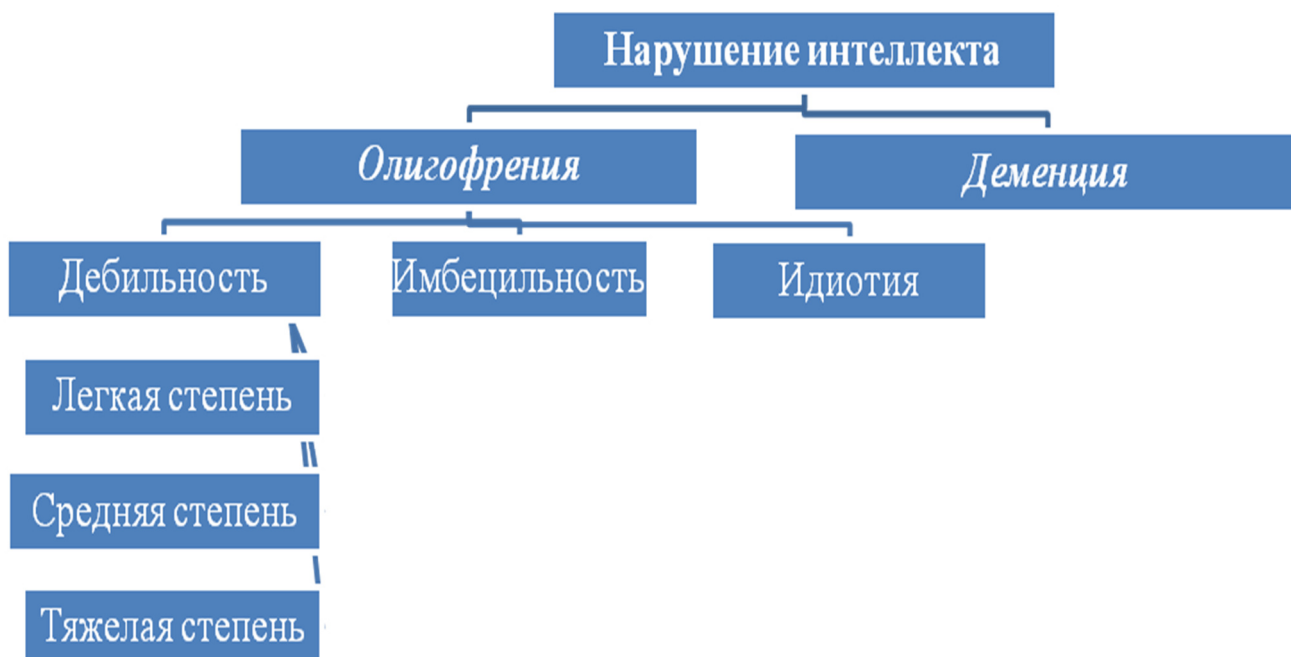 Нарушение интеллекта
Олигофрения
Деменция
Дебильность
Имбецильность
Идиотия
Легкая степень
Средняя степень
Тяжелая степень